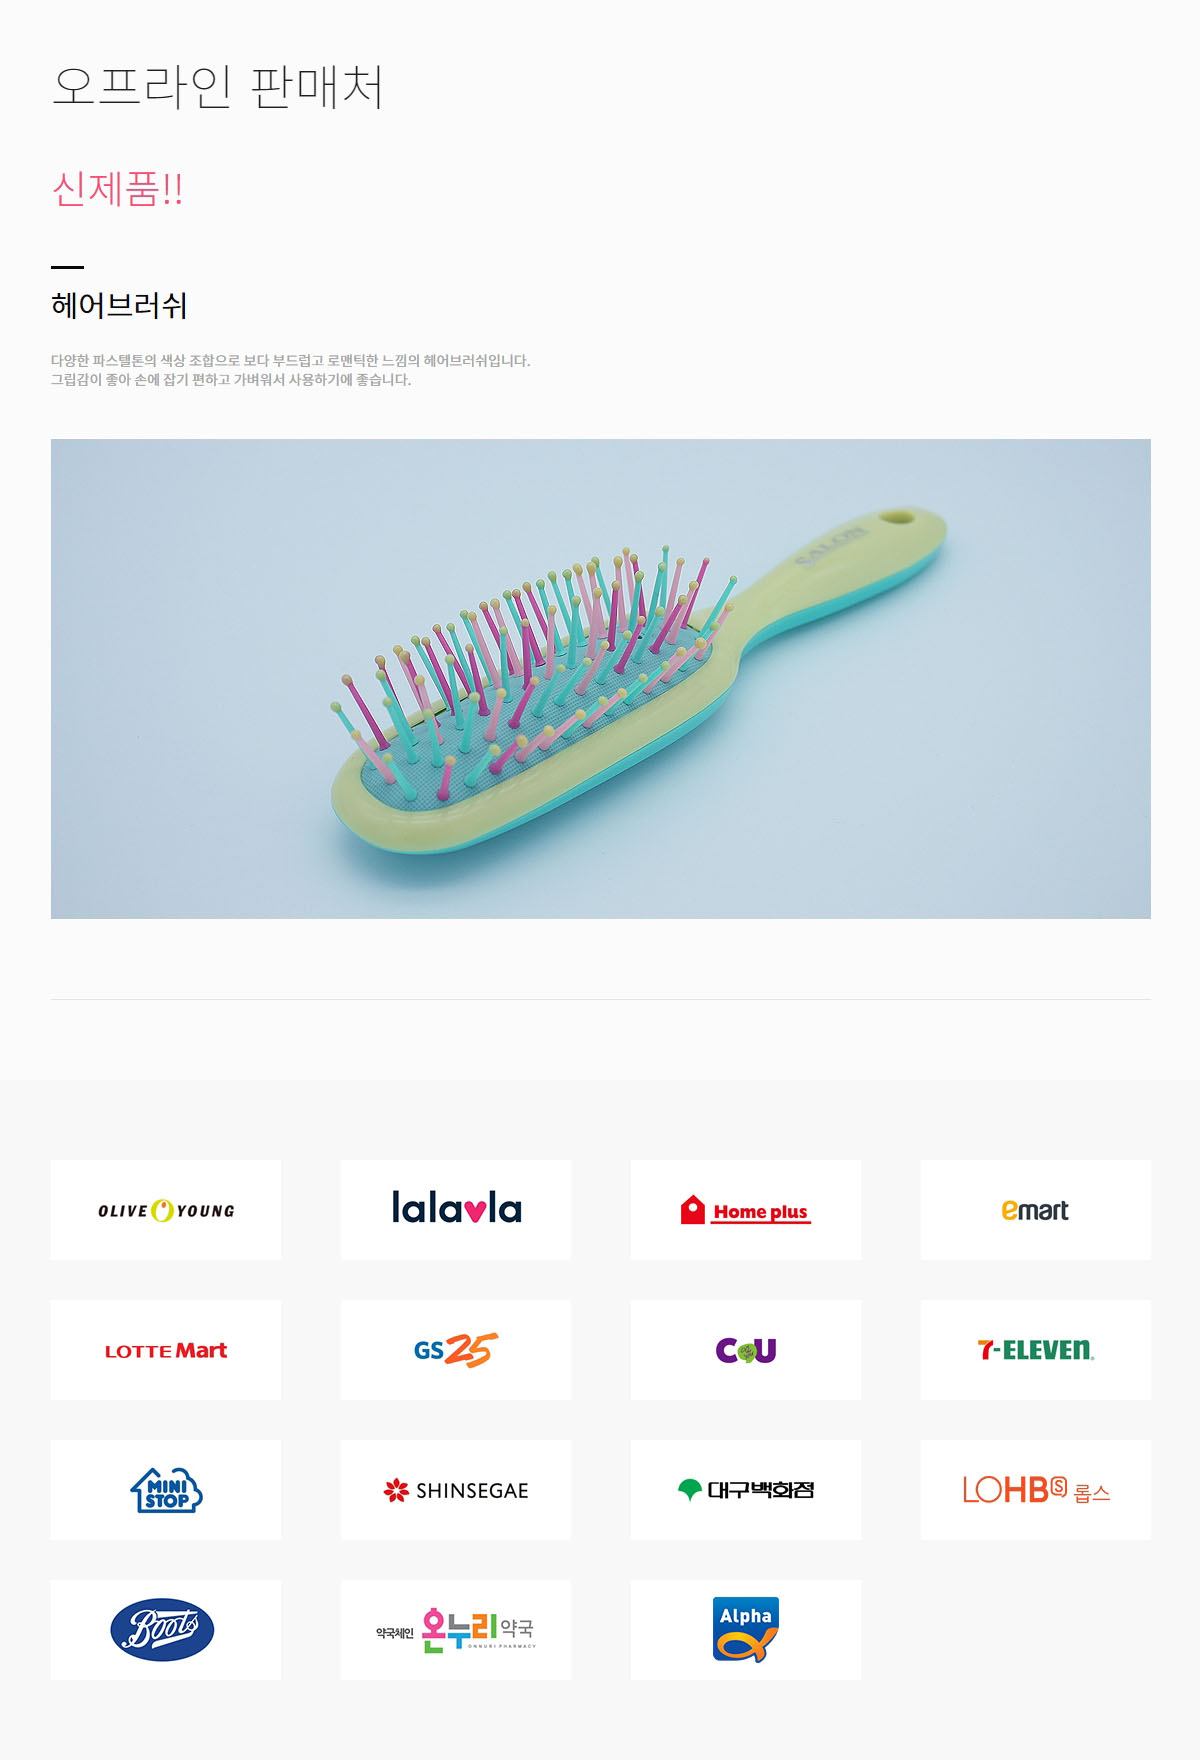 오프라인 판매처
신제품!!
헤어브러쉬
다양한 파스텔톤의 색상 조합으로 보다 부드럽고 로맨틱한 느낌의 헤어브러쉬입니다.
그립감이 좋아 손에 잡기 편하고 가벼워서 사용하기에 좋습니다.
SALON
OLIVE YOUNG
lalavla
Home plus
emart
LOTTE Mart
GS25
CU
7-ELEVEn®
MINI
STOP
SHINSEGAE
대구백화점
LOHBS 롭스
Boots
약국체인 온누리약국
ONNURI PHARMACY
Alpha